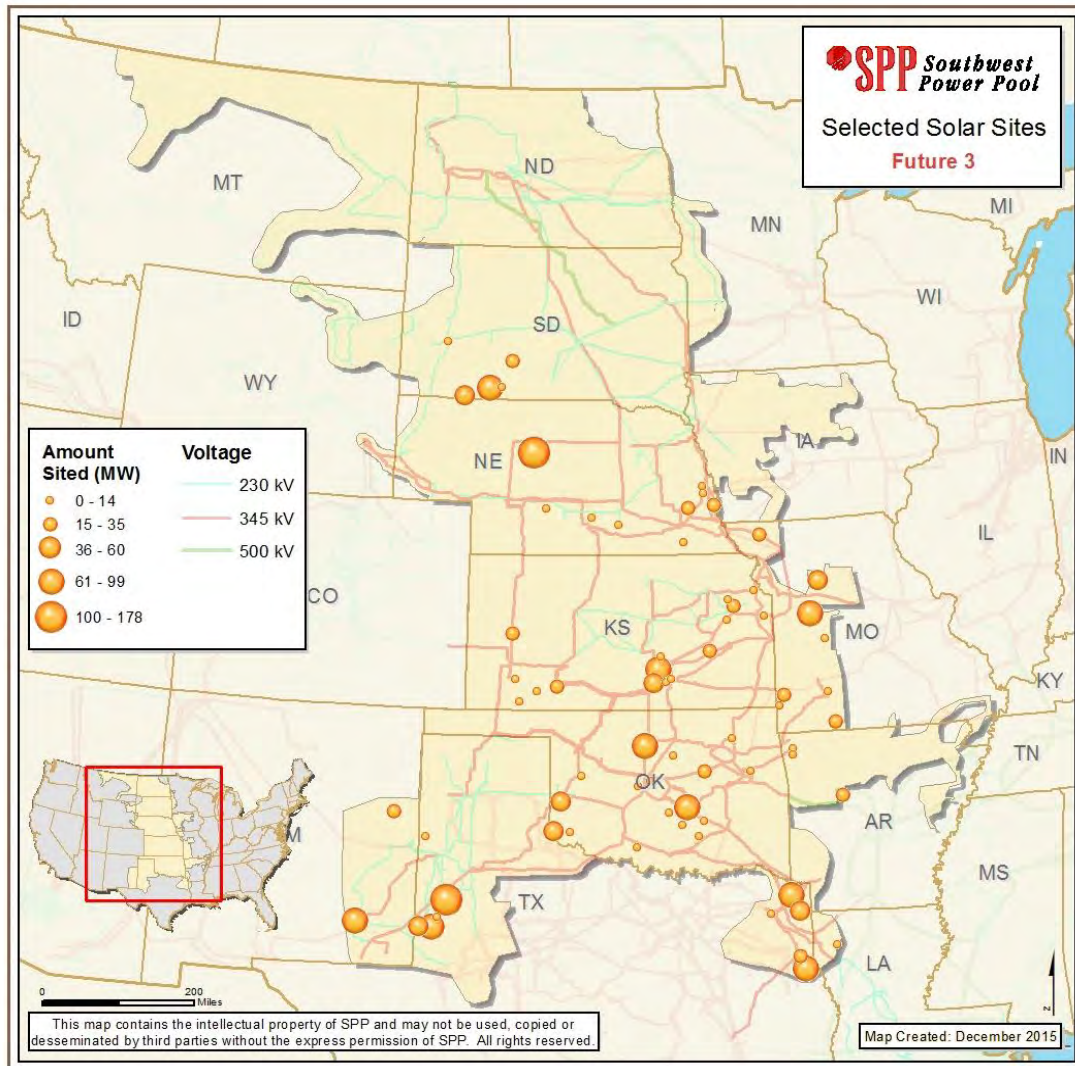 SPP Southwest
Power Pool
Selected Solar Sites
Future 3
MT
ND
MN
MI
WI
ID
SD
WY
IA
NE
IN
IL
Amount
Sited (MW)
0 - 14
15 - 35
36 - 60
61 - 99
100 - 178
Voltage
230 kV
345 kV
500 kV
CO
KS
MO
KY
TN
OK
M
AR
MS
TX
LA
0
200
Miles
z
This map contains the intellectual property of SPP and may not be used, copied or
desseminated by third parties without the express permission of SPP. All rights reserved.
Map Created: December 2015